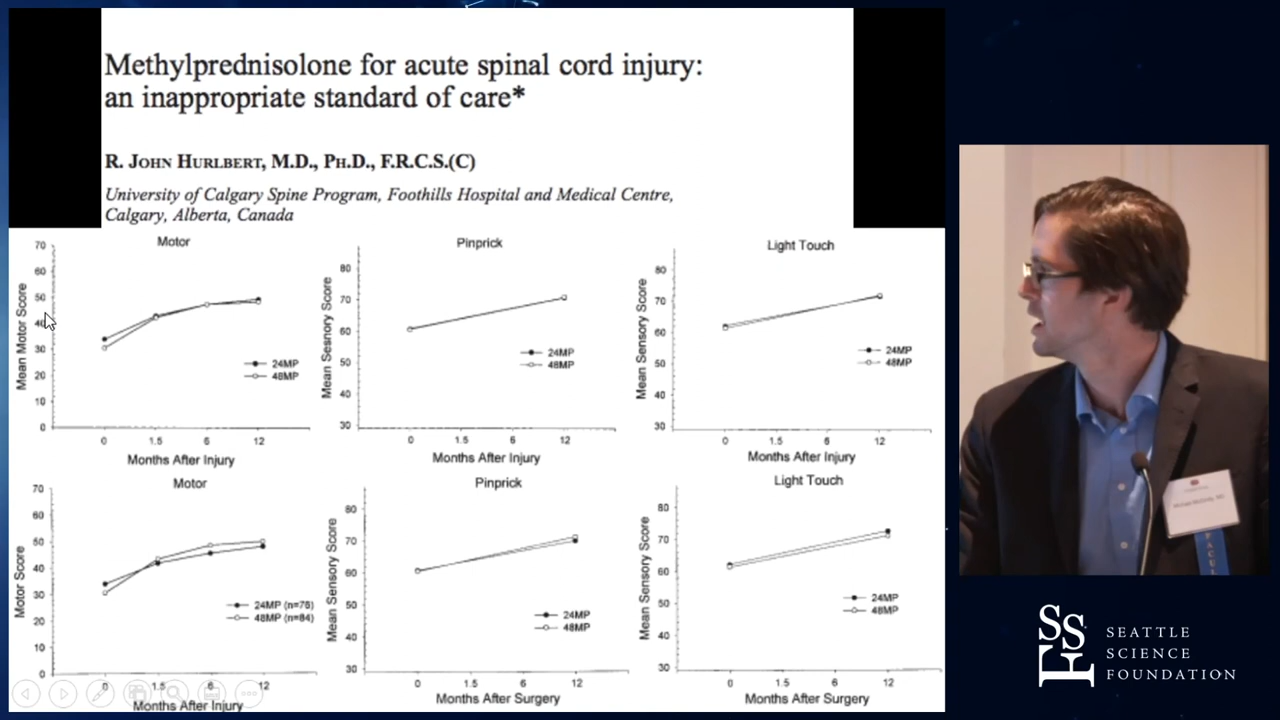 Methylprednisolone for acute spinal cord injury:
an inappropriate standard of care*
R. JOHN HURLBERT, M.D., PH.D., F.R.C.S.(C)
University of Calgary Spine Program, Foothills Hospital and Medical Centre,
Calgary, Alberta, Canada
Motor
70
60
50
40
30
20
10
0
Mean Motor Score
24MP
48MP
0 1.5 6 12
Months After Injury
Pinprick
80
70
60
50
40
30
Mean Sesnory Score
24MP
48MP
0 1.5 6 12
Months After Injury
Light Touch
80
70
60
50
40
30
Mean Sensory Score
24MP
48MP
0 1.5 6 12
Months After Injury
Motor
70
60
50
40
30
20
10
0
Motor Score
24MP (n=76)
48MP (n=84)
0 1.5 6 12
Months After Injury
Pinprick
80
70
60
50
40
30
Mean Sensory Score
24MP
48MP
0 1.5 6 12
Months After Surgery
Light Touch
80
70
60
50
40
30
Mean Sensory Score
24MP
48MP
0 1.5 6 12
Months After Surgery
FACUL
SSF
SEATTLE
SCIENCE
FOUNDATION